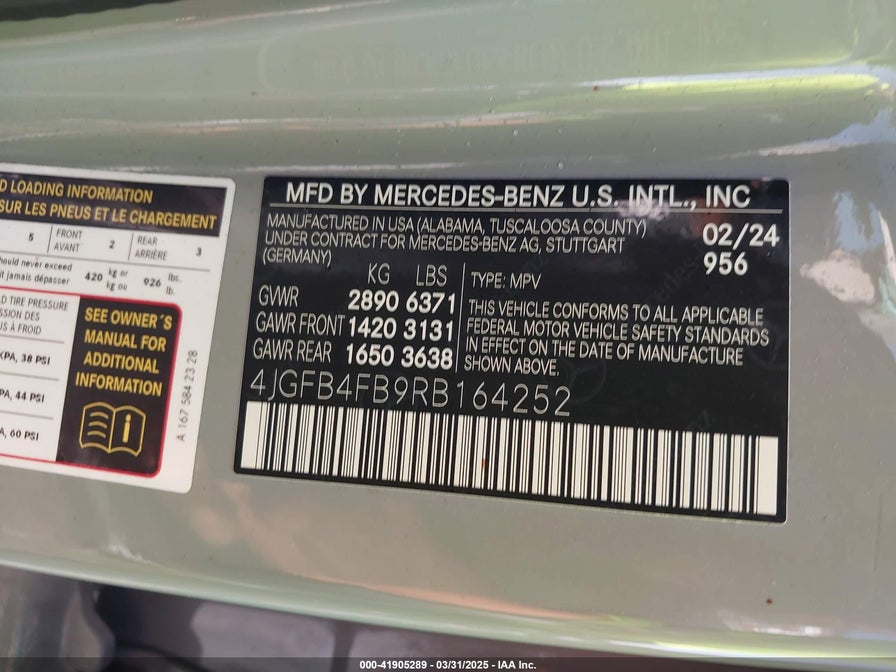 D LOADING INFORMATION
SUR LES PNEUS ET LE CHARGEMENT
5 FRONT AVANT 2 REAR ARRIÈRE 3
hould never exceed
it jamais dépasser 420 kg or kg ou 926 lbs. lb.
D TIRE PRESSURE
SSION DES
S À FROID
KPA, 38 PSI
PA, 44 PSI
A, 60 PSI
SEE OWNER´S
MANUAL FOR
ADDITIONAL
INFORMATION
A 167 584 23 28
MFD BY MERCEDES-BENZ U.S. INTL., INC
MANUFACTURED IN USA (ALABAMA, TUSCALOOSA COUNTY)
UNDER CONTRACT FOR MERCEDES-BENZ AG, STUTTGART
(GERMANY)
02/24
956
KG LBS
GWWR 2890 6371
GAWR FRONT 1420 3131
GAWR REAR 1650 3638
TYPE: MPV
THIS VEHICLE CONFORMS TO ALL APPLICABLE
FEDERAL MOTOR VEHICLE SAFETY STANDARDS
IN EFFECT ON THE DATE OF MANUFACTURE
SHOWN ABOVE.
4JGFB4FB9RB164252
000-41905289 - 03/31/2025 - IAA Inc.